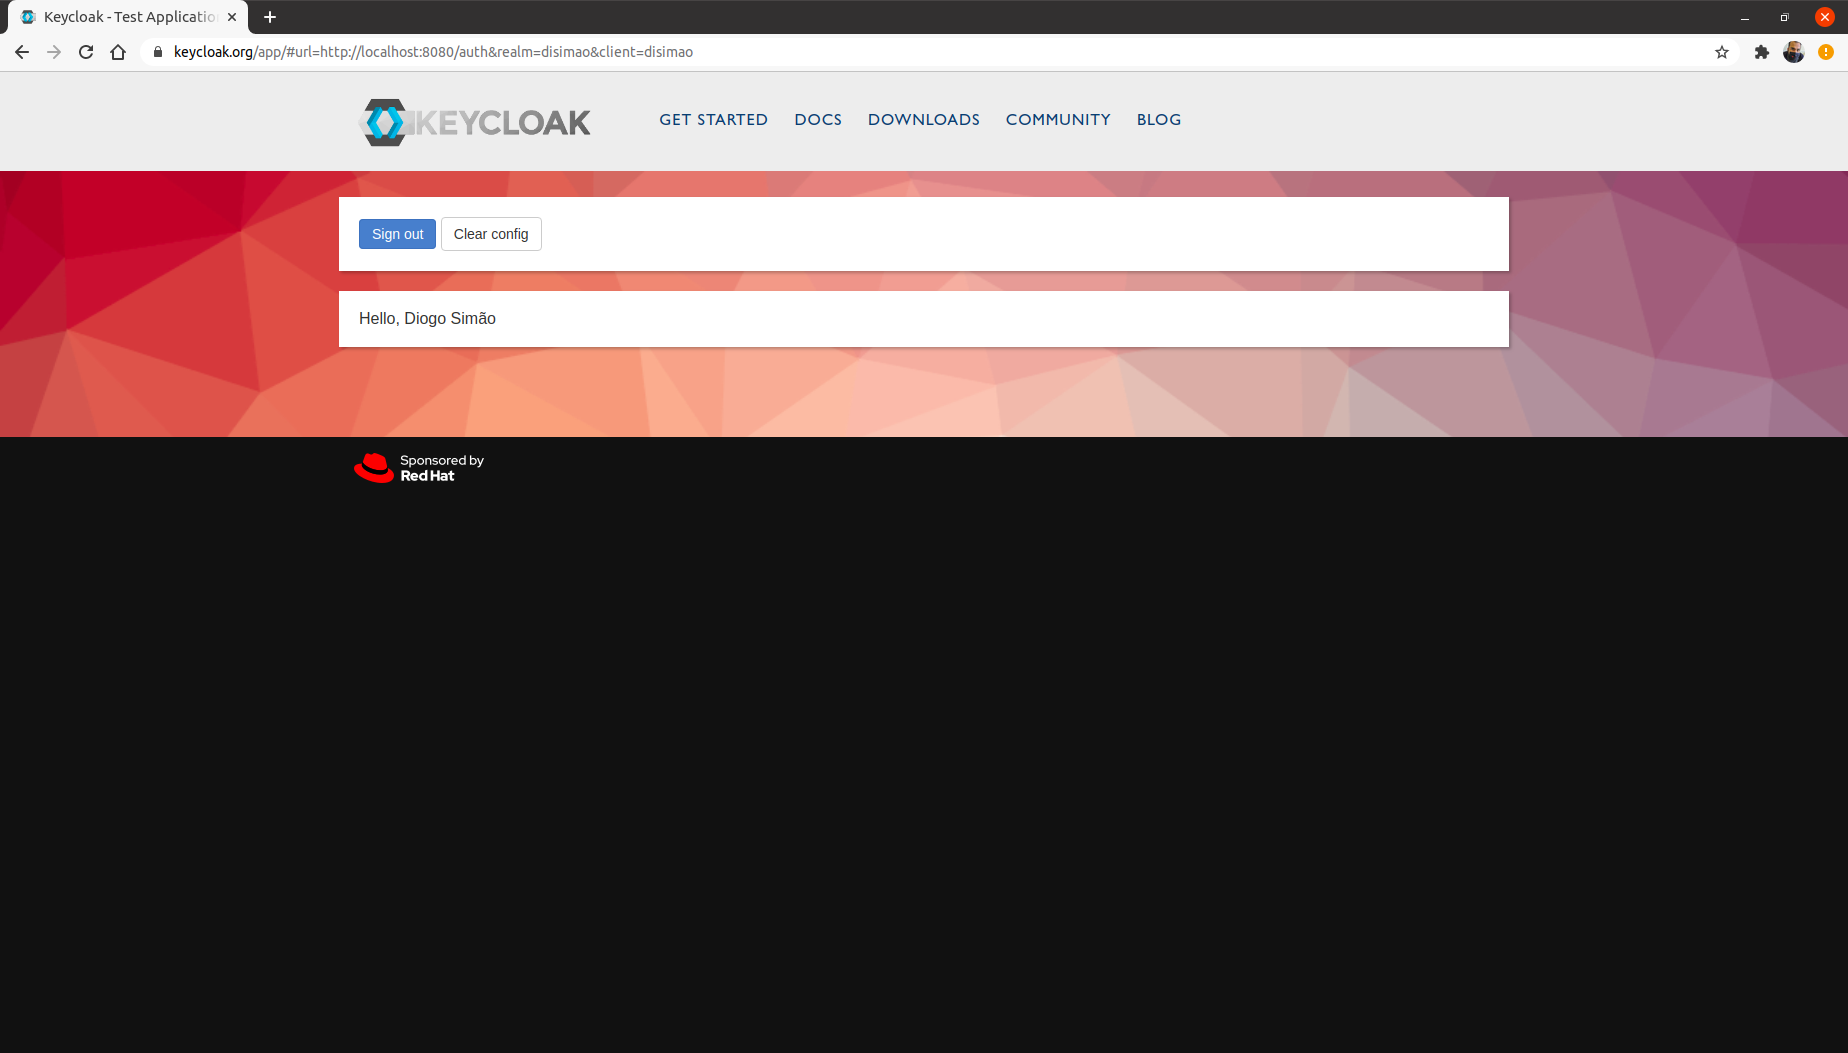 Keycloak - Test Application
keycloak.org/app/#url=http://localhost:8080/auth&realm=disimao&client=disimao
KEYCLOAK
GET STARTED DOCS DOWNLOADS COMMUNITY BLOG
Sign out Clear config
Hello, Diogo Simão
Sponsored by
Red Hat